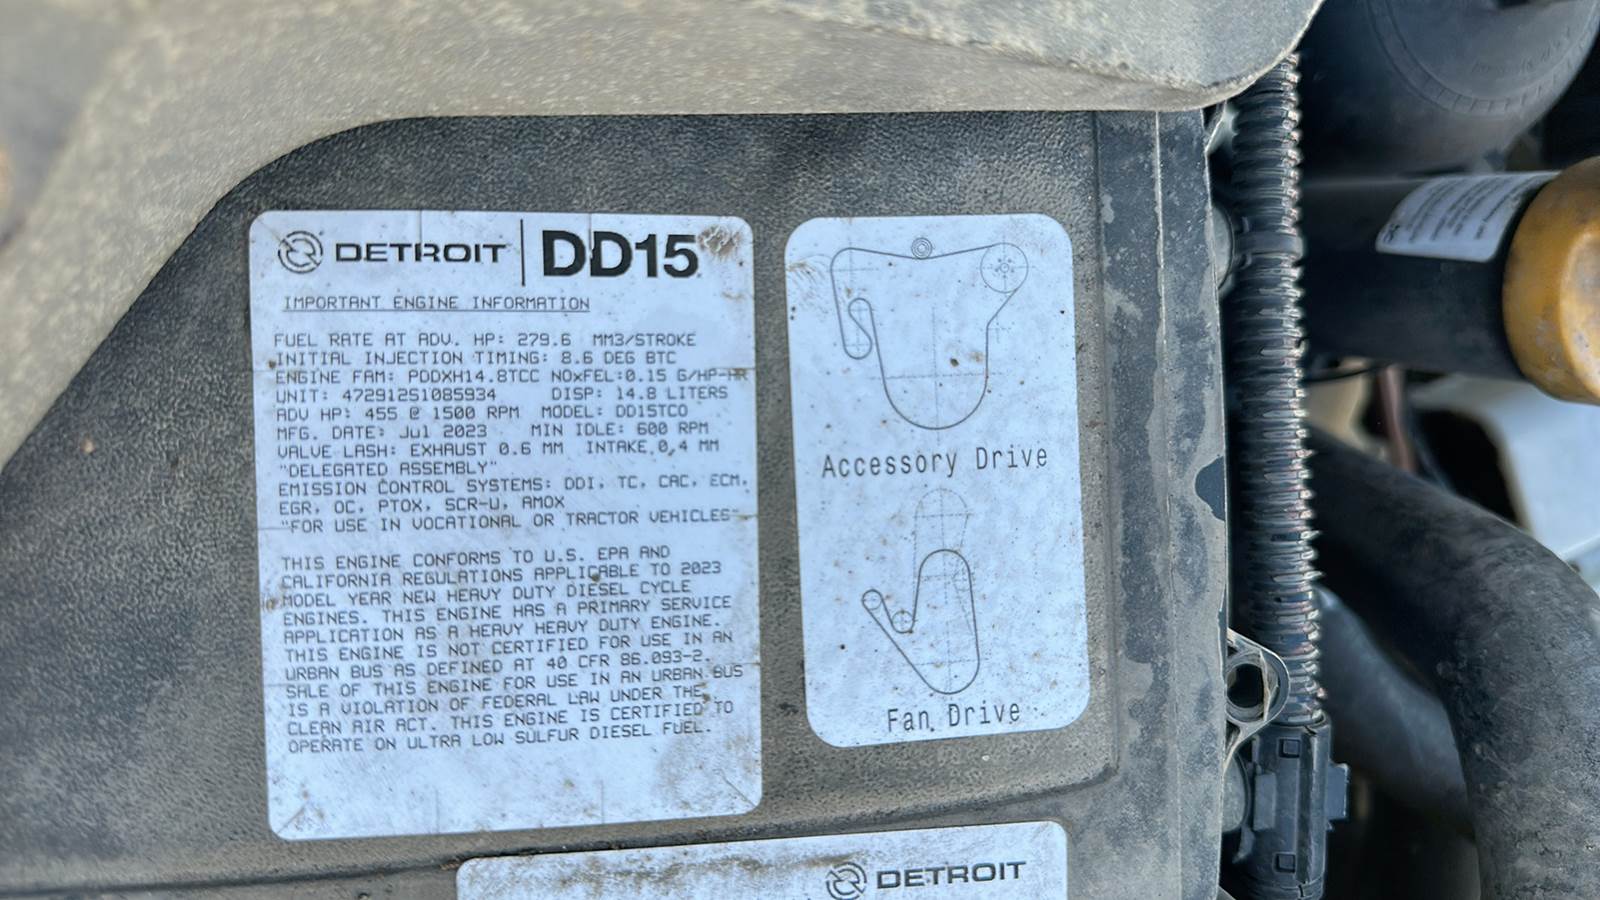 DETROIT DD15
IMPORTANT ENGINE INFORMATION
FUEL RATE AT ADV. HP: 279.6 MM3/STROKE
INITIAL INJECTION TIMING: 8.6 DEG BTC
ENGINE FAM: PDDXH14.8TCC NOxFEL:0.15 G/HP-HR
UNIT: 472912S1085934 DISP: 14.8 LITERS
ADV HP: 455 @ 1500 RPM MODEL: DD15TCO
MFG. DATE: Jul 2023 MIN IDLE: 600 RPM
VALVE LASH: EXHAUST 0.6 MM INTAKE 0,4 MM
"DELEGATED ASSEMBLY"
EMISSION CONTROL SYSTEMS: DDI, TC, CAC, ECM,
EGR, OC, PTOX, SCR-U, AMOX
"FOR USE IN VOCATIONAL OR TRACTOR VEHICLES"
THIS ENGINE CONFORMS TO U.S. EPA AND
CALIFORNIA REGULATIONS APPLICABLE TO 2023
MODEL YEAR NEW HEAVY DUTY DIESEL CYCLE
ENGINES. THIS ENGINE HAS A PRIMARY SERVICE
APPLICATION AS A HEAVY HEAVY DUTY ENGINE.
THIS ENGINE IS NOT CERTIFIED FOR USE IN AN
URBAN BUS AS DEFINED AT 40 CFR 86.093-2.
SALE OF THIS ENGINE FOR USE IN AN URBAN BUS
IS A VIOLATION OF FEDERAL LAW UNDER THE
CLEAN AIR ACT. THIS ENGINE IS CERTIFIED TO
OPERATE ON ULTRA LOW SULFUR DIESEL FUEL.
Accessory Drive
Fan Drive
DETROIT